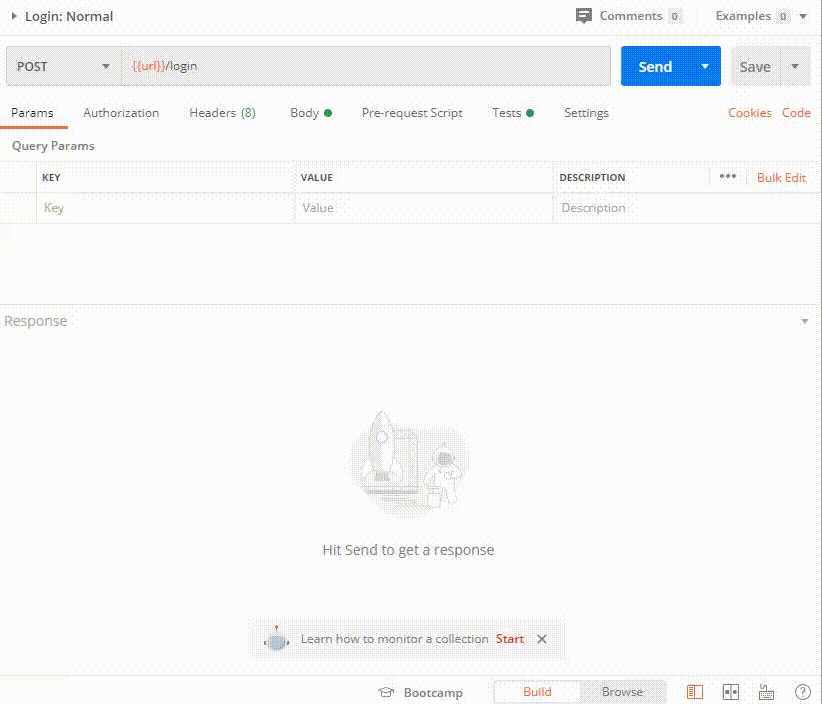 Login: Normal
Comments 0
Examples 0
POST
{{url}}/login
Send
Save
Params
Authorization
Headers (8)
Body
Pre-request Script
Tests
Settings
Cookies
Code
Query Params
KEY
VALUE
DESCRIPTION
Bulk Edit
Key
Value
Description
Response
Hit Send to get a response
Learn how to monitor a collection Start
Bootcamp
Build
Browse